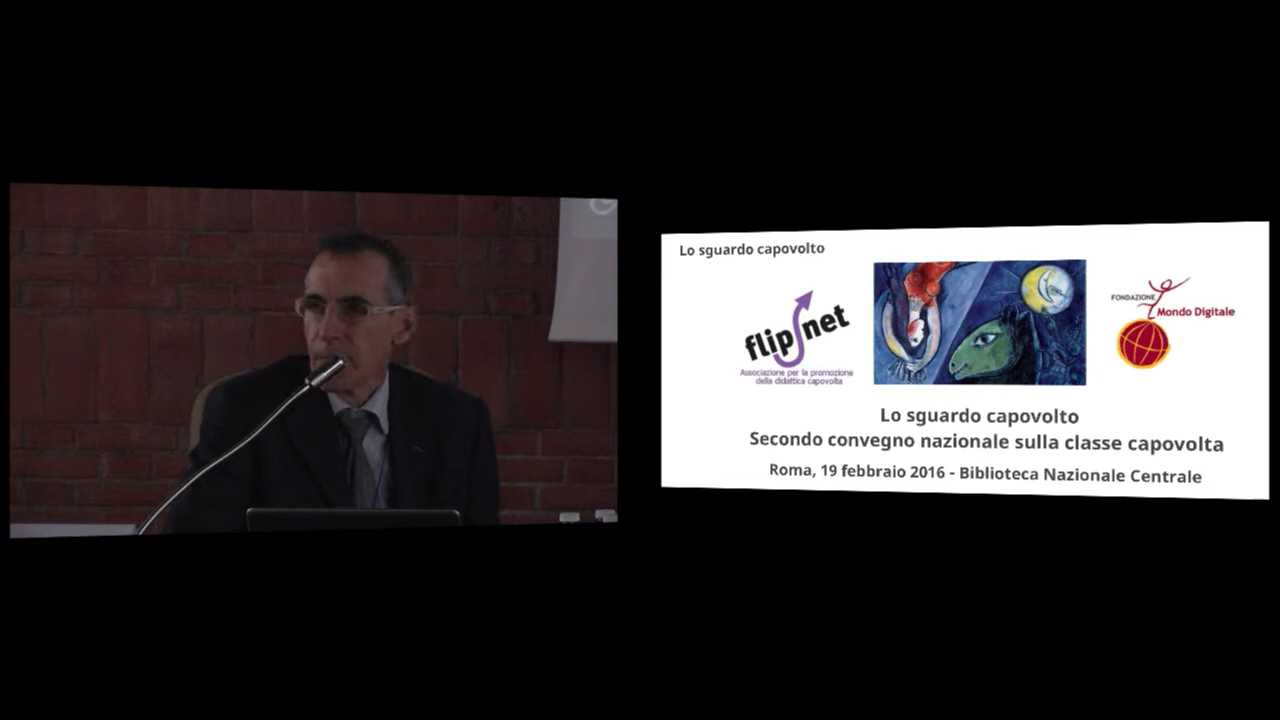 Lo sguardo capovolto
flipnet
Associazione per la promozione
della didattica capovolta
FONDAZIONE
Mondo Digitale
Lo sguardo capovolto
Secondo convegno nazionale sulla classe capovolta
Roma, 19 febbraio 2016 - Biblioteca Nazionale Centrale